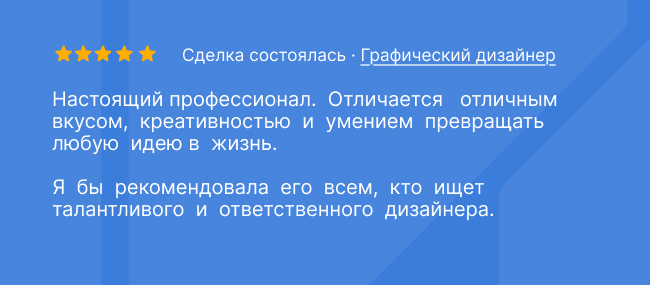 Сделка состоялась · Графический дизайнер
Настоящий профессионал. Отличается отличным
вкусом, креативностью и умением превращать
любую идею в жизнь.
Я бы рекомендовала его всем, кто ищет
талантливого и ответственного дизайнера.